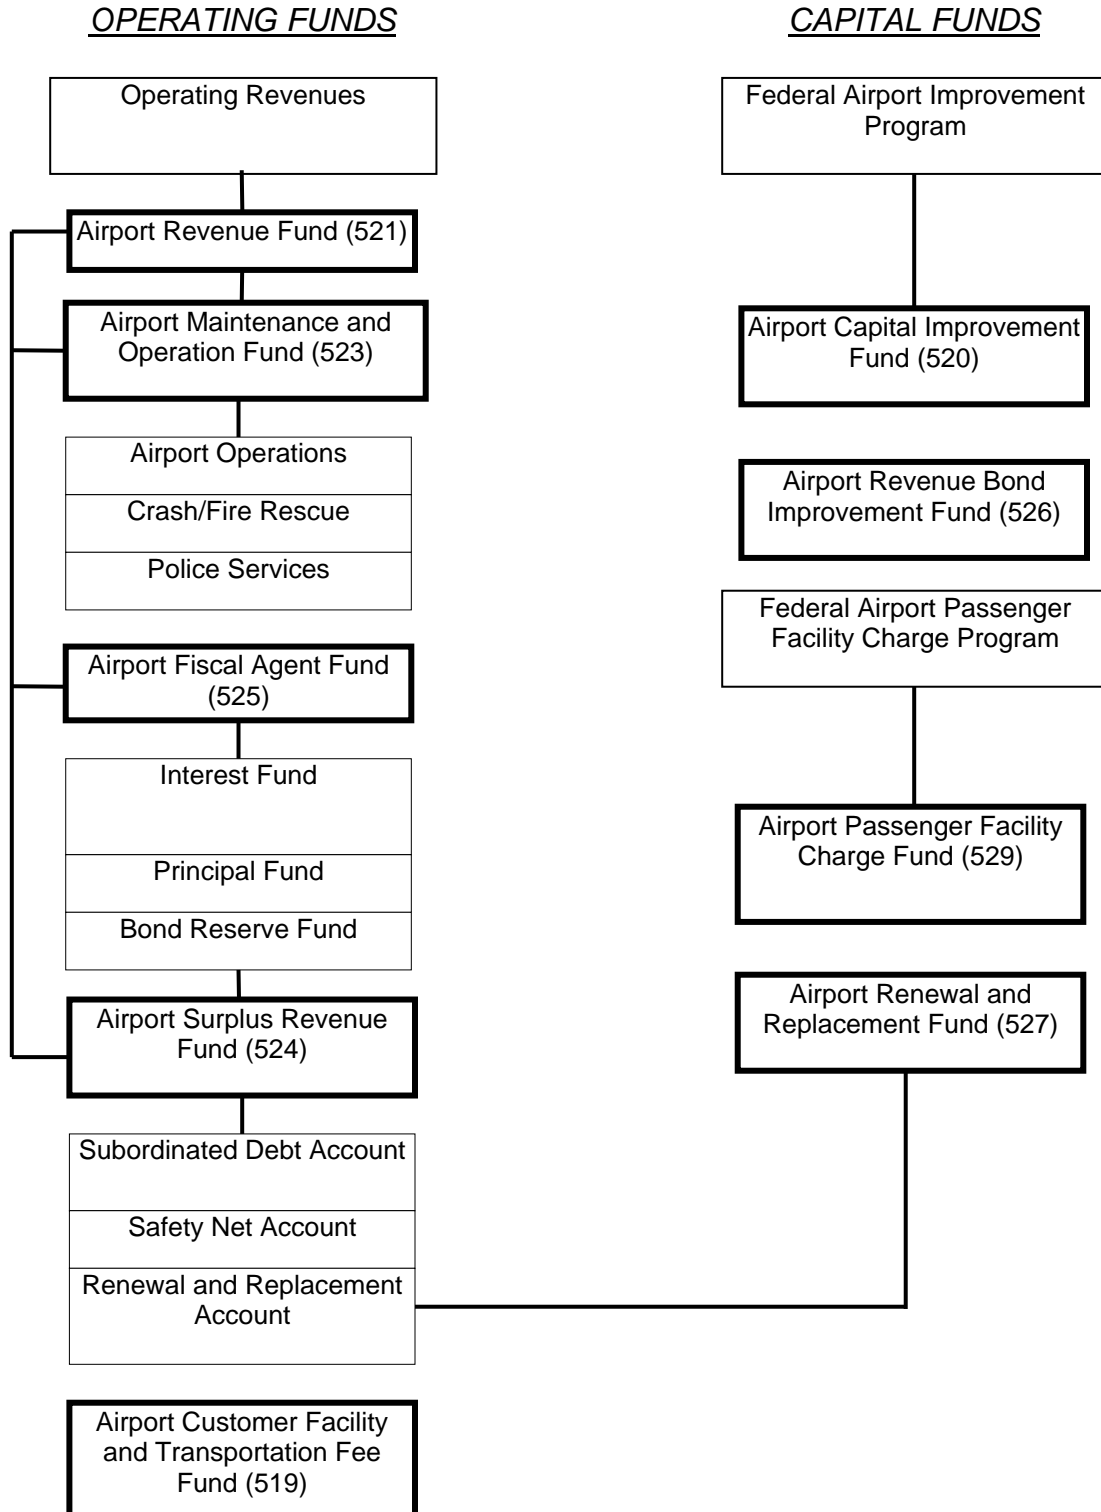 OPERATING FUNDS
Operating Revenues
Airport Revenue Fund (521)
Airport Maintenance and
Operation Fund (523)
Airport Operations
Crash/Fire Rescue
Police Services
Airport Fiscal Agent Fund
(525)
Interest Fund
Principal Fund
Bond Reserve Fund
Airport Surplus Revenue
Fund (524)
Subordinated Debt Account
Safety Net Account
Renewal and Replacement
Account
Airport Customer Facility
and Transportation Fee
Fund (519)
CAPITAL FUNDS
Federal Airport Improvement
Program
Airport Capital Improvement
Fund (520)
Airport Revenue Bond
Improvement Fund (526)
Federal Airport Passenger
Facility Charge Program
Airport Passenger Facility
Charge Fund (529)
Airport Renewal and
Replacement Fund (527)